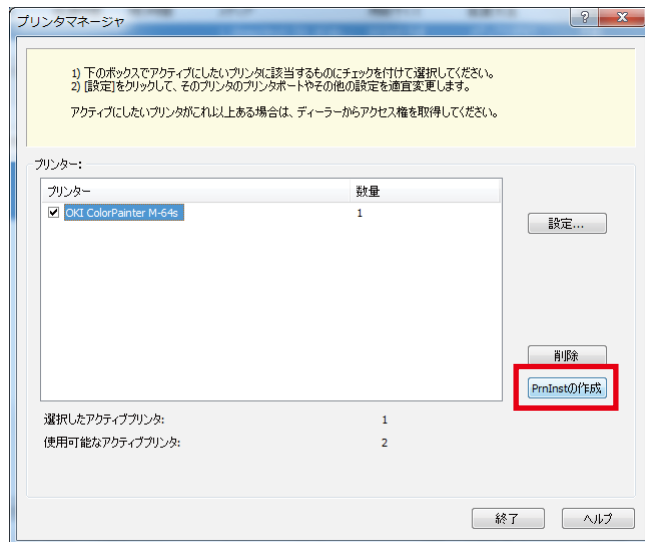 プリンタマネージャ
1) 下のボックスでアクティブにしたいプリンタに該当するものにチェックを付けて選択してください。
2) [設定]をクリックして、そのプリンタのプリンタポートやその他の設定を適宜変更します。
アクティブにしたいプリンタがこれ以上ある場合は、ディーラーからアクセス権を取得してください。
プリンター:
プリンター 数量
OKI ColorPainter M-64s 1
設定...
削除
PrnInstの作成
選択したアクティブプリンタ: 1
使用可能なアクティブプリンタ: 2
終了 ヘルプ